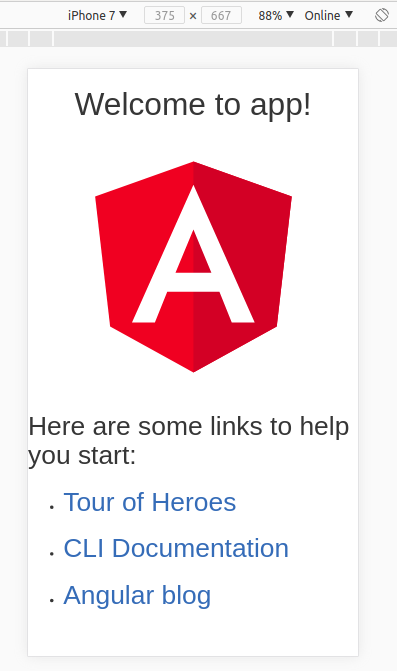 iPhone 7 375 × 667 88% Online
Welcome to app!
A
Here are some links to help
you start:
Tour of Heroes
CLI Documentation
Angular blog